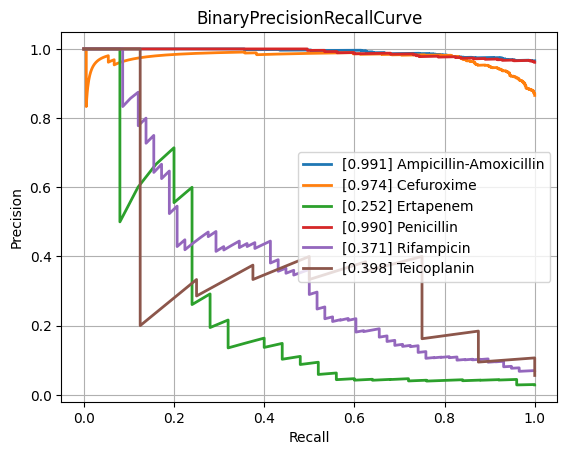 BinaryPrecisionRecallCurve
Precision
1.0
0.8
0.6
0.4
0.2
0.0
[0.991] Ampicillin-Amoxicillin
[0.974] Cefuroxime
[0.252] Ertapenem
[0.990] Penicillin
[0.371] Rifampicin
[0.398] Teicoplanin
0.0 0.2 0.4 0.6 0.8 1.0
Recall